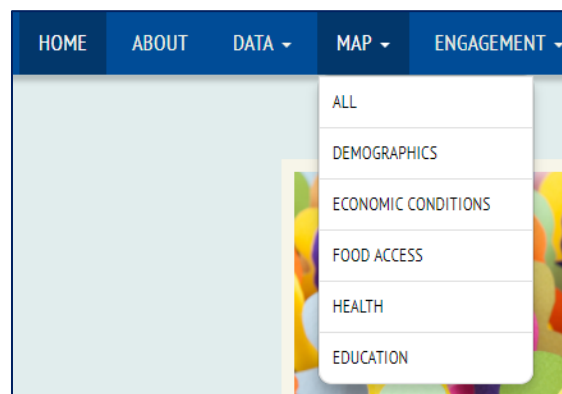 HOME ABOUT DATA MAP ENGAGEMENT
ALL
DEMOGRAPHICS
ECONOMIC CONDITIONS
FOOD ACCESS
HEALTH
EDUCATION